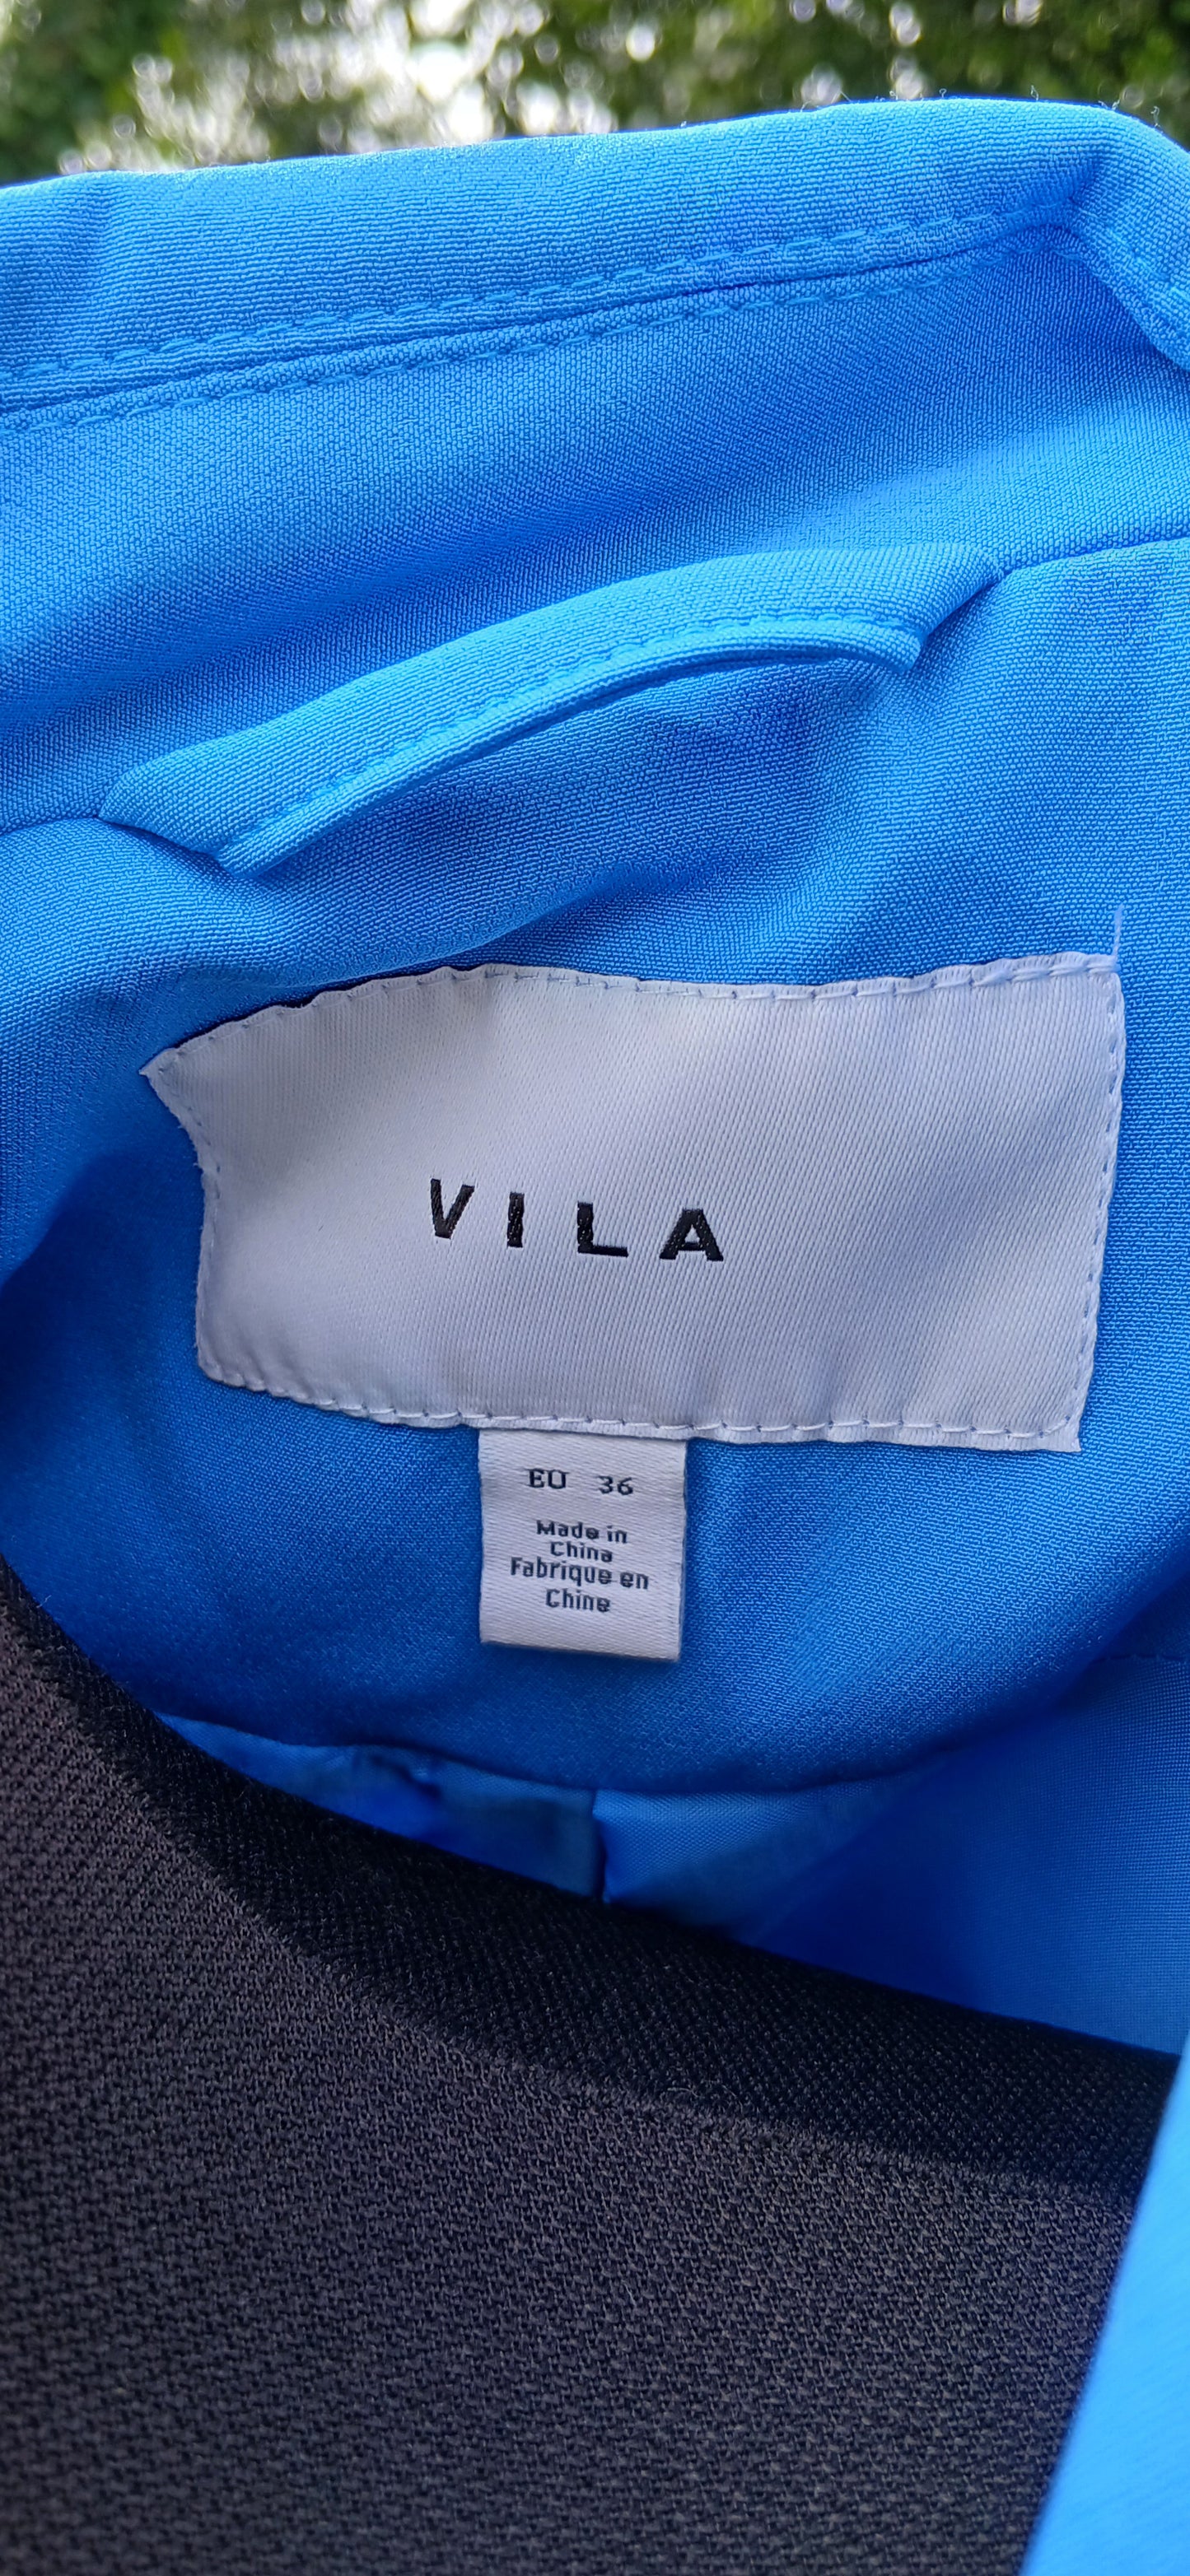 VILA
EU 36
Made in
China
Fabrique en
Chine